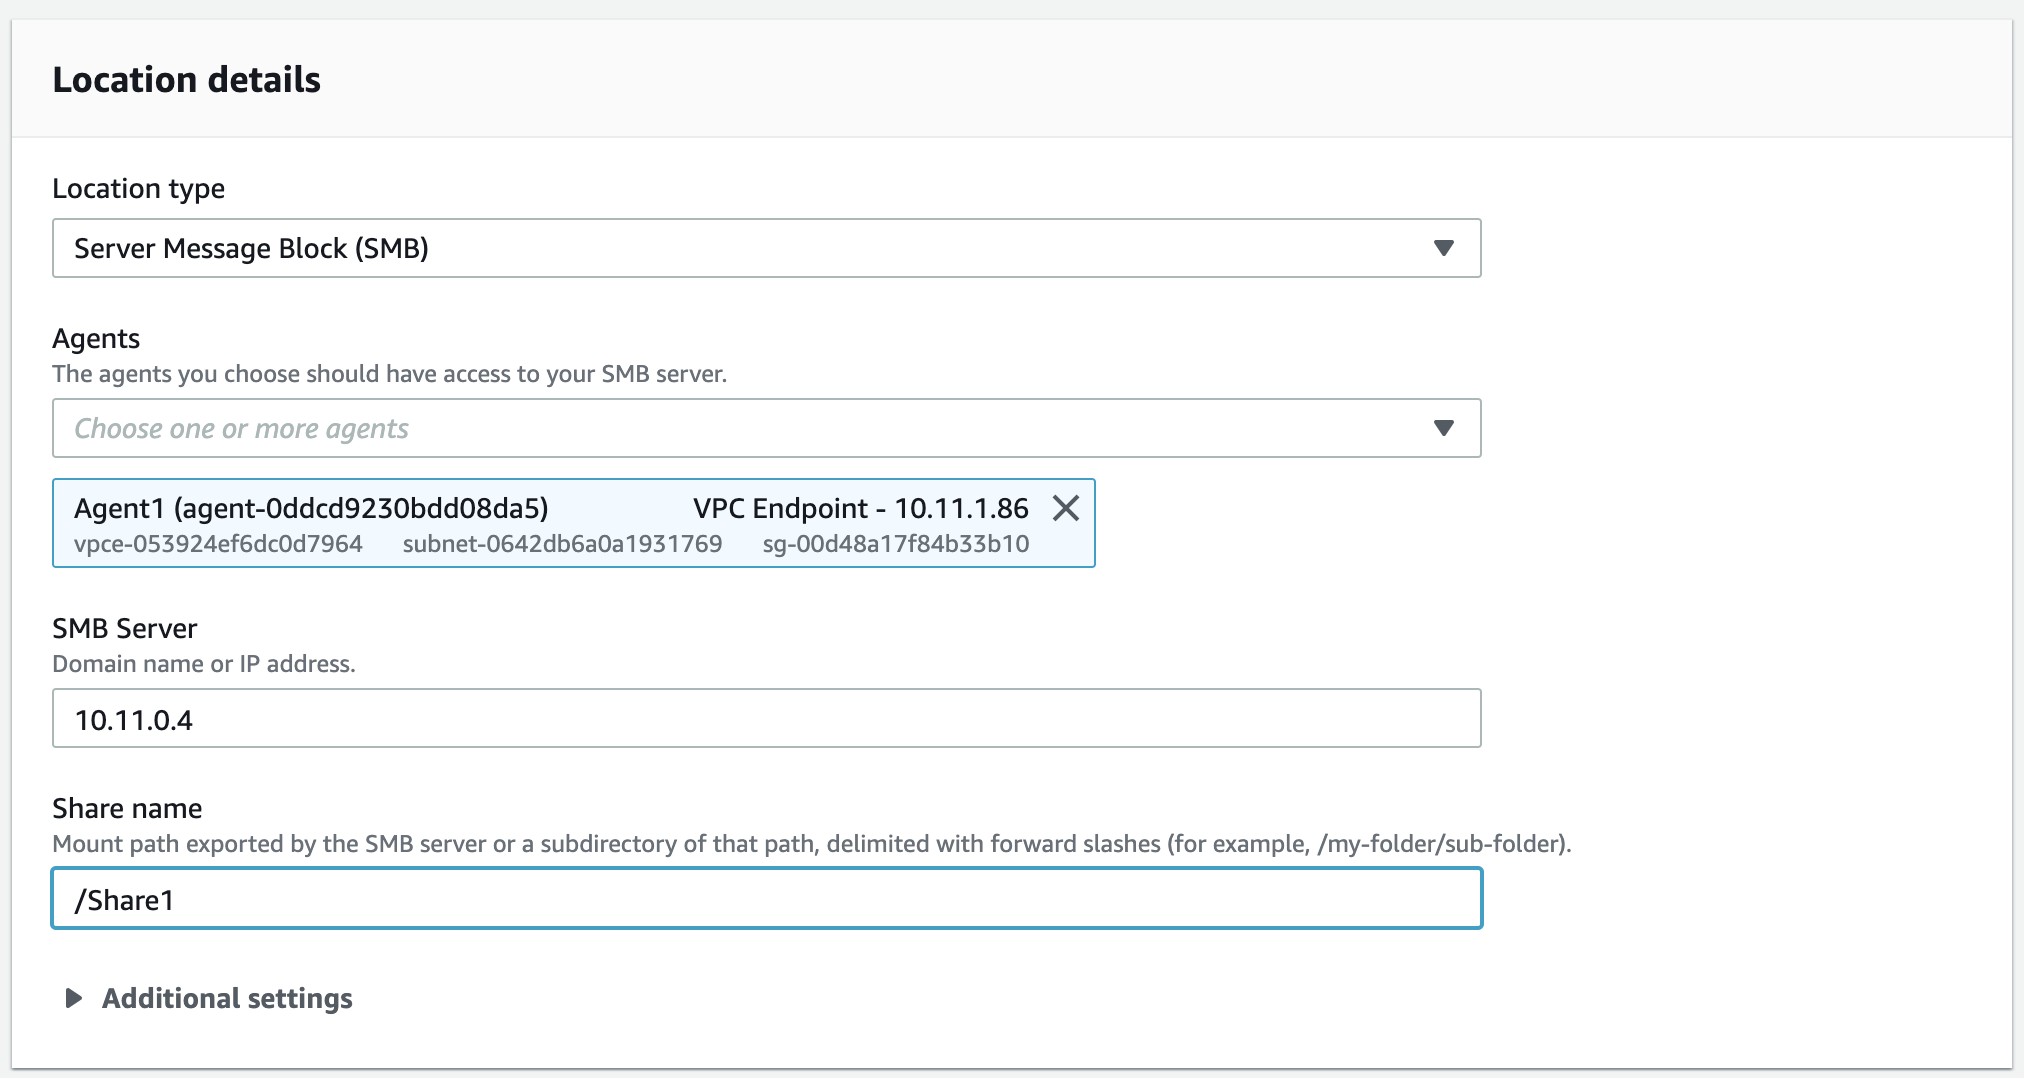 Location details
Location type
Server Message Block (SMB)
Agents
The agents you choose should have access to your SMB server.
Choose one or more agents
Agent1 (agent-0ddcd9230bdd08da5) VPC Endpoint - 10.11.1.86
vpce-053924ef6dc0d7964 subnet-0642db6a0a1931769 sg-00d48a17f84b33b10
SMB Server
Domain name or IP address.
10.11.0.4
Share name
Mount path exported by the SMB server or a subdirectory of that path, delimited with forward slashes (for example, /my-folder/sub-folder).
/Share1
Additional settings